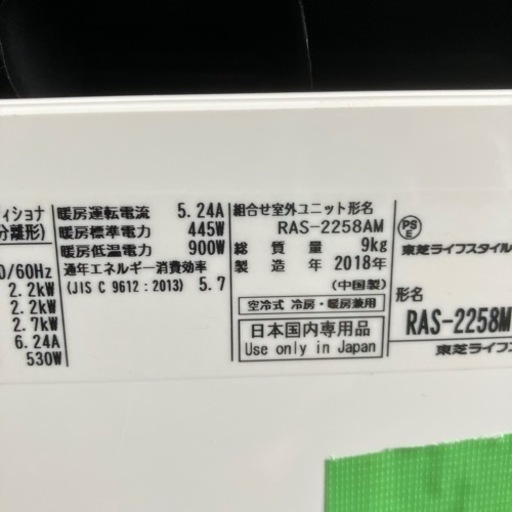 ィショナ
分離形)
0/60Hz
2.2kW
2.2kW
2.7kW
6.24A
530W
暖房運転電流 5.24A
暖房標準電力 445W
暖房低温電力 900W
通年エネルギー消費効率
(JIS C 9612:2013) 5.7
組合せ室外ユニット形名
RAS-2258AM
総質量 9kg
製造年 2018年
(中国製)
空冷式 冷房・暖房兼用
日本国内専用品
Use only in Japan
PSE
東芝ライフスタイル
形名
RAS-2258M
東芝ライフス